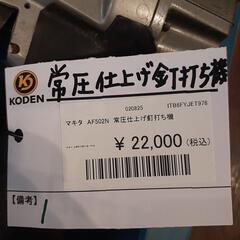 常圧仕上げ釘打ち機
KODEN
020825 ITB6FYJET976
マキタ AF502N 常圧仕上げ釘打ち機
¥ 22,000 (税込)
【備考】
1